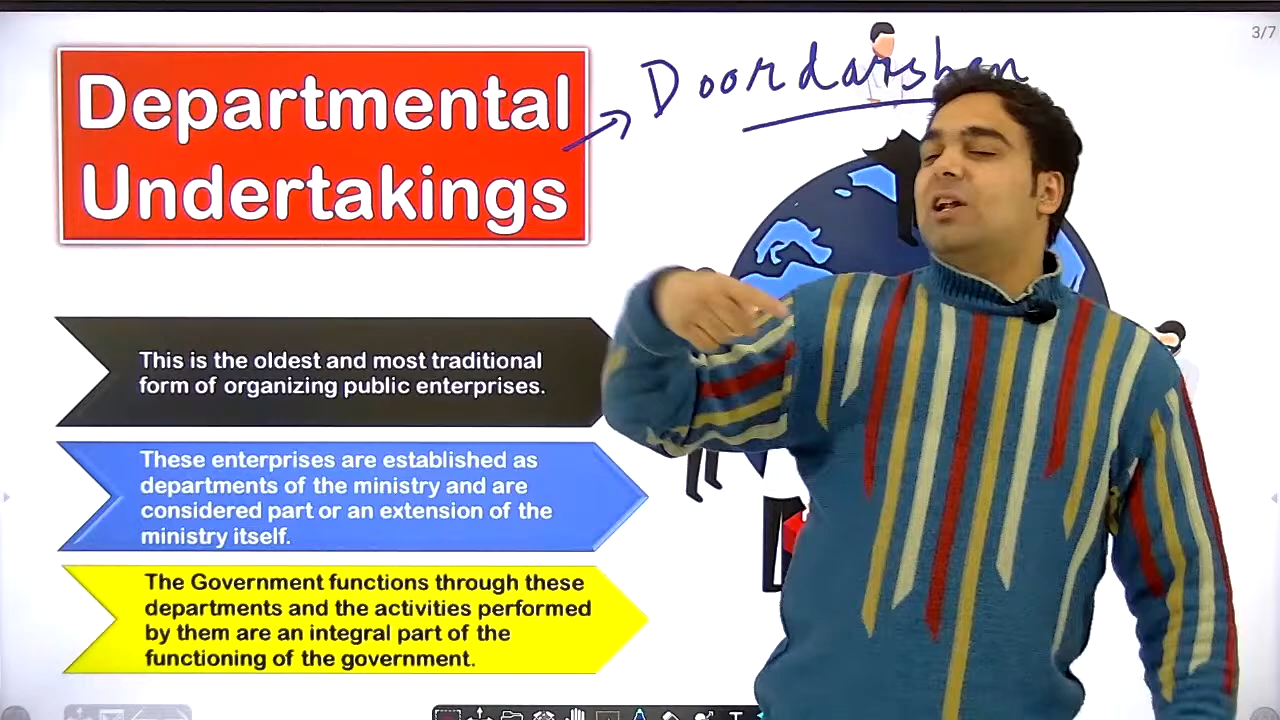 3/7
Departmental
Undertakings
Doordarshan
This is the oldest and most traditional
form of organizing public enterprises.
These enterprises are established as
departments of the ministry and are
considered part or an extension of the
ministry itself.
The Government functions through these
departments and the activities performed
by them are an integral part of the
functioning of the government.